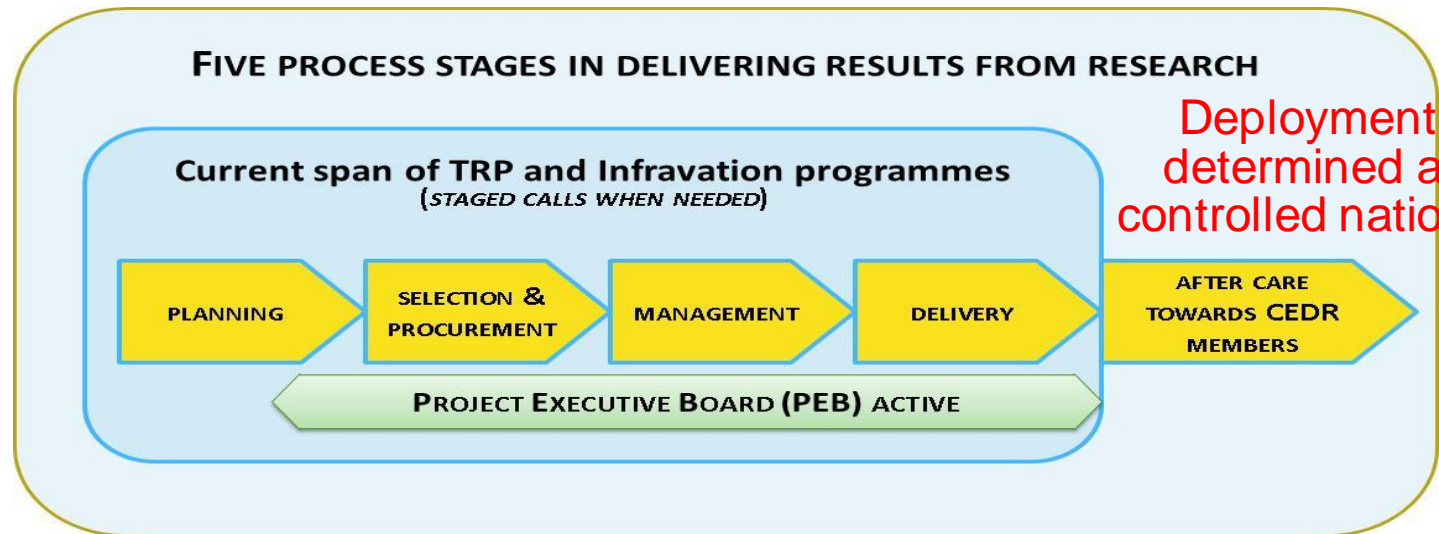 FIVE PROCESS STAGES IN DELIVERING RESULTS FROM RESEARCH
Deployment
determined a
controlled natio
Current span of TRP and Infravation programmes
(STAGED CALLS WHEN NEEDED)
PLANNING
SELECTION &
PROCUREMENT
MANAGEMENT
DELIVERY
AFTER CARE
TOWARDS CEDR
MEMBERS
PROJECT EXECUTIVE BOARD (PEB) ACTIVE